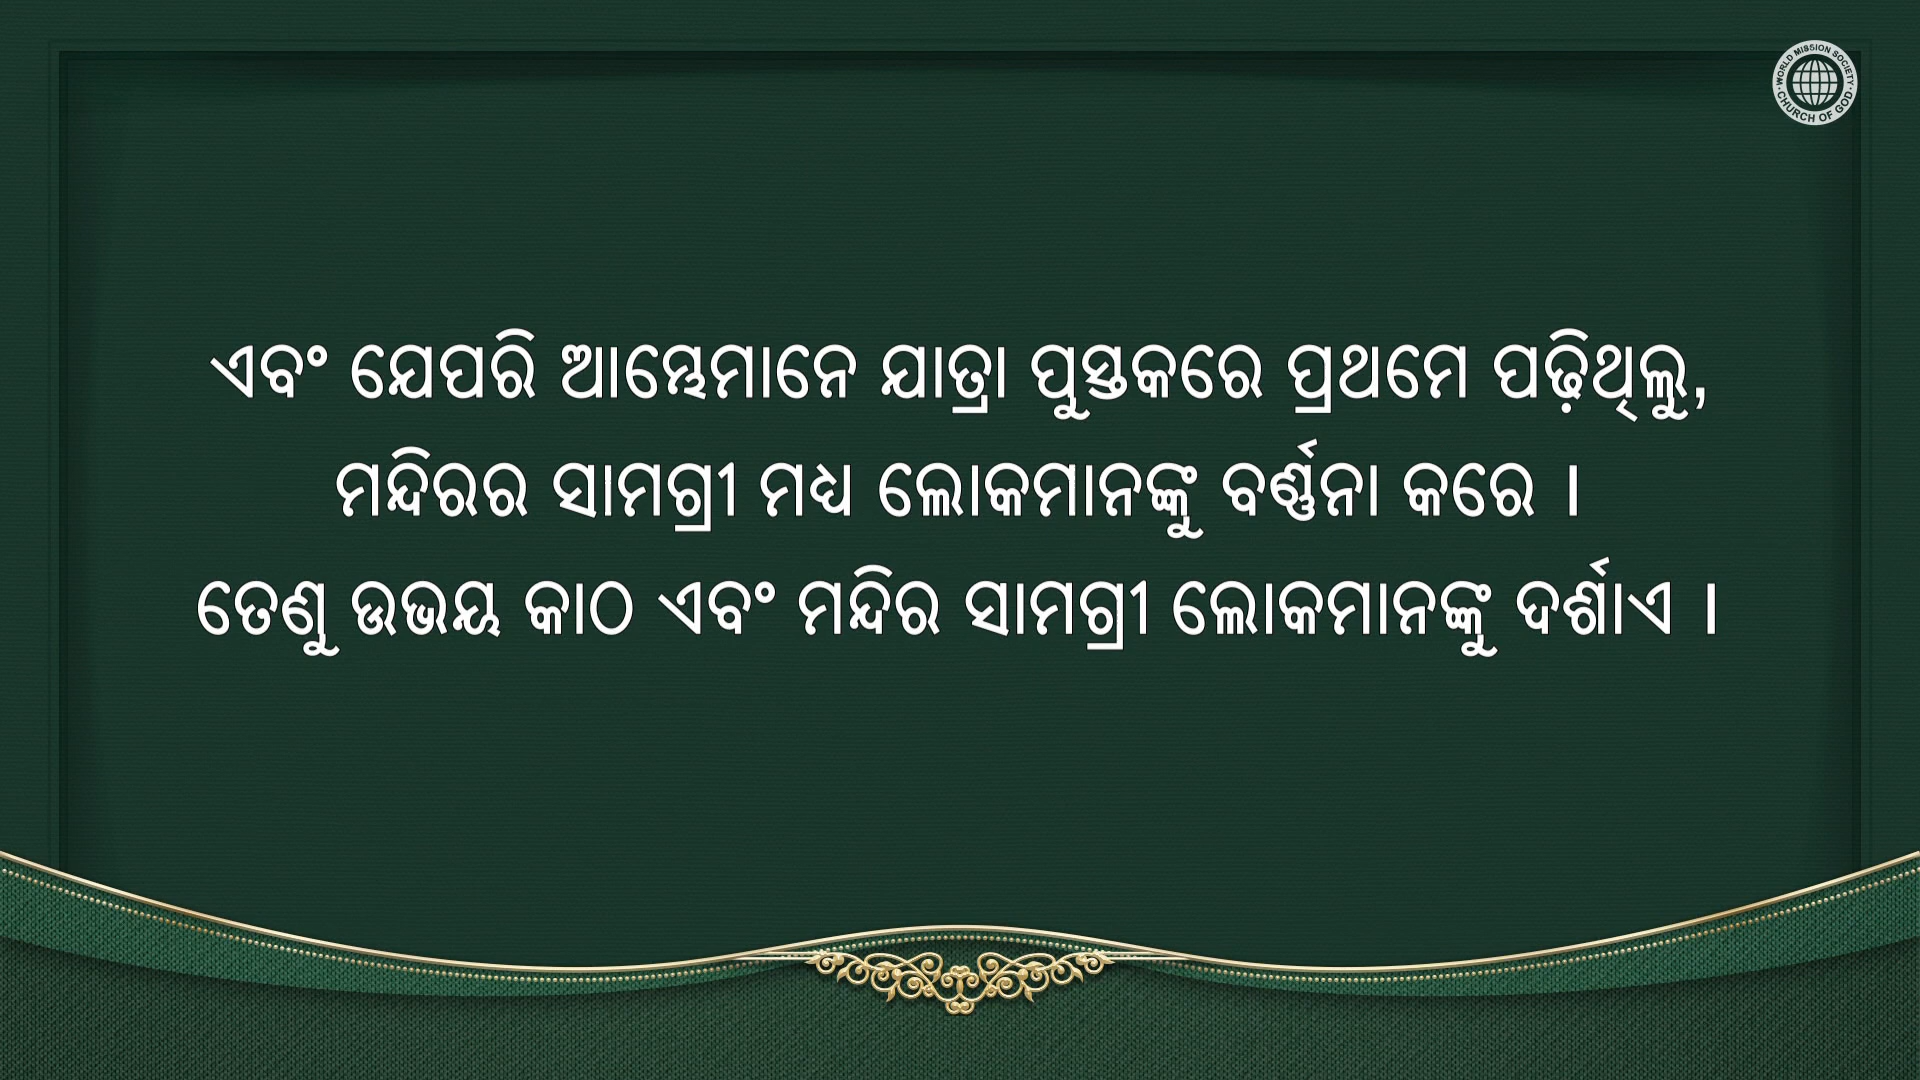 WORLD MISSION SOCIETY
CHURCH OF GOD
ଏବଂ ଯେପରି ଆମ୍ଭେମାନେ ଯାତ୍ରା ପୁସ୍ତକରେ ପ୍ରଥମେ ପଢ଼ିଥିଲୁ,
ମନ୍ଦିରର ସାମଗ୍ରୀ ମଧ୍ୟ ଲୋକମାନଙ୍କୁ ବର୍ଣ୍ଣନା କରେ ।
ତେଣୁ ଉଭୟ କାଠ ଏବଂ ମନ୍ଦିର ସାମଗ୍ରୀ ଲୋକମାନଙ୍କୁ ଦର୍ଶାଏ ।